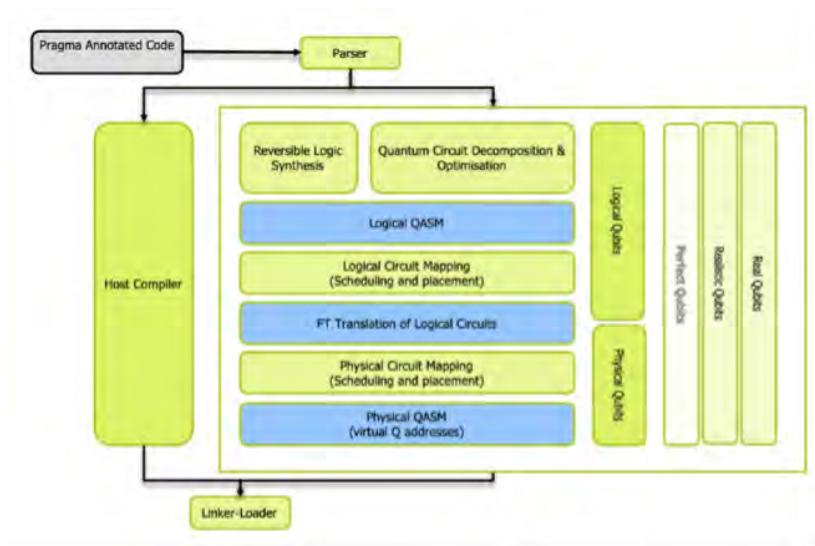 Pragma Annotated Code
Parser
Host Compiler
Reversible Logic
Synthesis
Quantum Circuit Decomposition &
Optimisation
Logical QASM
Logical Circuit Mapping
(Scheduling and placement)
FT Translation of Logical Circuits
Physical Circuit Mapping
(Scheduling and placement)
Physical QASM
(virtual Q addresses)
Logical Qubits
Physical Qubits
Perfect Qubits
Realistic Qubits
Real Qubits
Linker-Loader